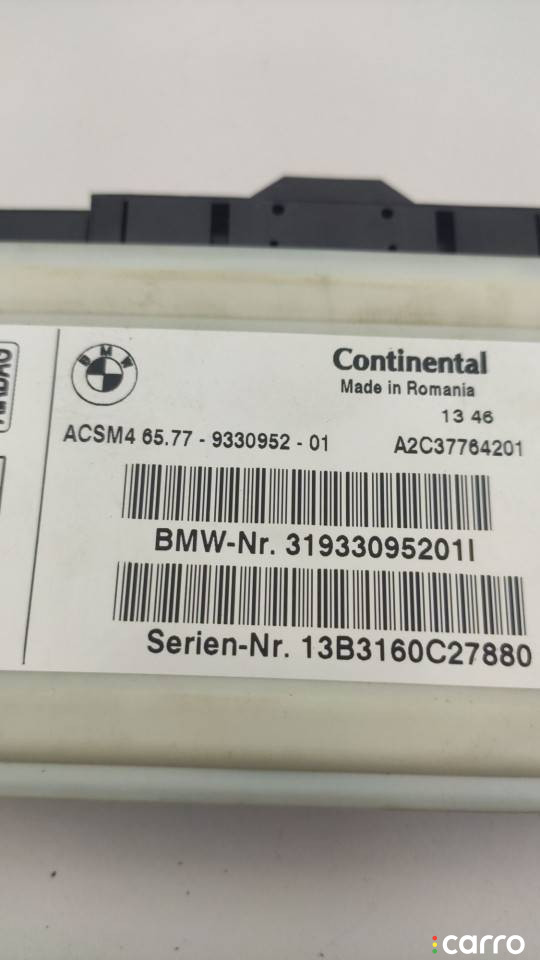 BMW
Continental
Made in Romania
13 46
ACSM4 65.77 - 9330952 - 01 A2C37764201
BMW-Nr. 31933095201I
Serien-Nr. 13B3160C27880
carro